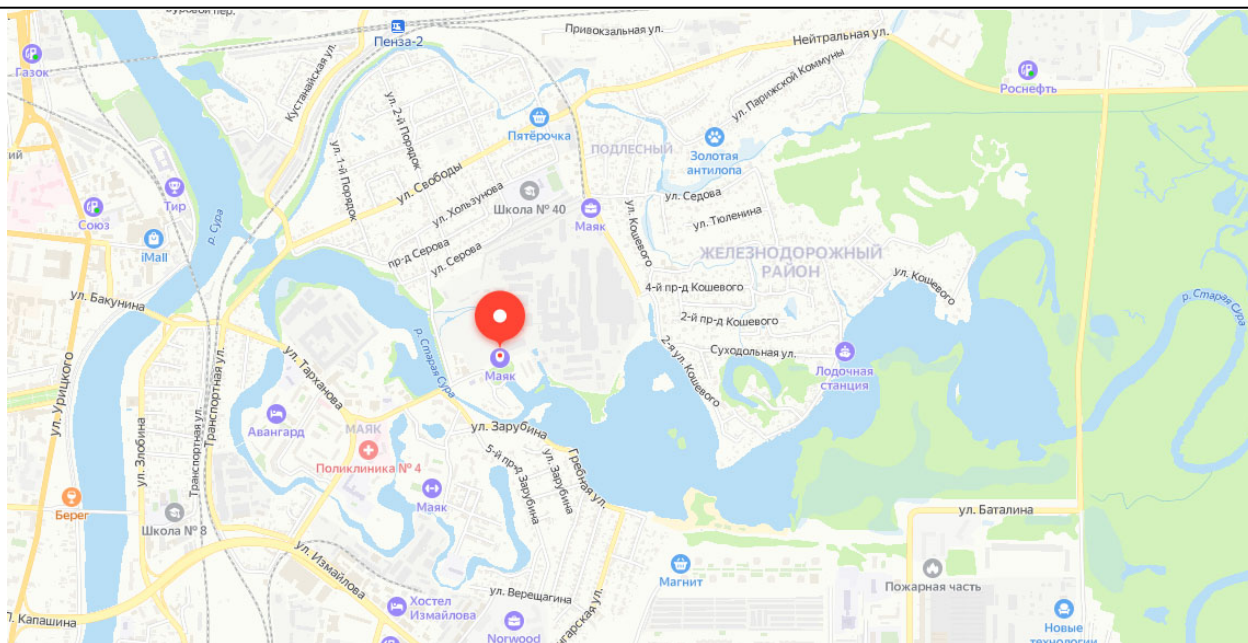 Пенза-2
Привокзальная ул.
Нейтральная ул.
Газок
Кустанайская ул.
ул. 2-й Порядок
ул. 1-й Порядок
Пятёрочка
ул. Парижской Коммуны
Роснефть
ПОДЛЕСНЫЙ
Золотая
антилопа
ул. Свободы
ул. Хользунова
Школа № 40
Маяк
ул. Седова
ул. Тюленина
ул. Кошевого
Тир
Союз
р. Сура
iMall
пр-д Серова
ул. Серова
ЖЕЛЕЗНОДОРОЖНЫЙ
РАЙОН
ул. Кошевого
4-й пр-д Кошевого
2-й пр-д Кошевого
2-я ул. Кошевого
Суходольная ул.
Лодочная
станция
р. Старая Сура
ул. Бакунина
ул. Тарханова
р. Старая Сура
Маяк
ул. Урицкого
ул. Злобина
Транспортная ул.
Транспортная ул.
Авангард
МАЯК
Поликлиника № 4
ул. Зарубина
5-й пр-д Зарубина
ул. Зарубина
Гребная ул.
Маяк
Берег
Школа № 8
ул. Измайлова
ул. Баталина
Магнит
Пожарная часть
ул. Верещагина
Хостел
Измайлова
Norwood
Новые
технологии